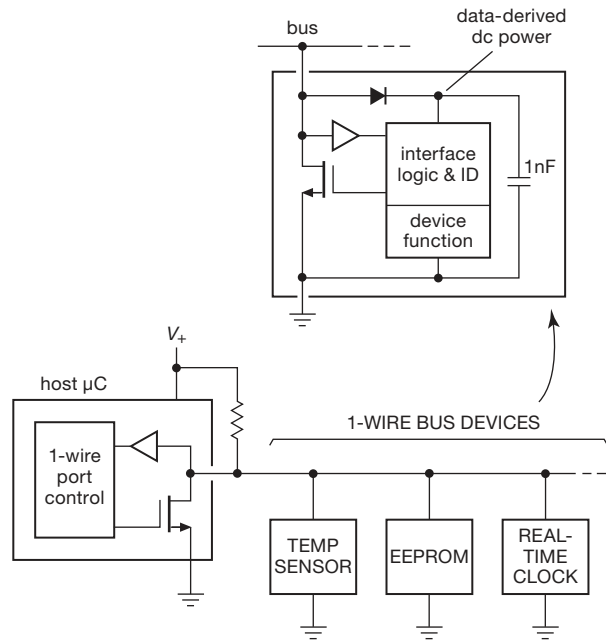 data-derived
dc power
bus
interface
logic & ID
1nF
device
function
V+
host µC
1-WIRE BUS DEVICES
1-wire
port
control
TEMP
SENSOR
EEPROM
REAL-
TIME
CLOCK